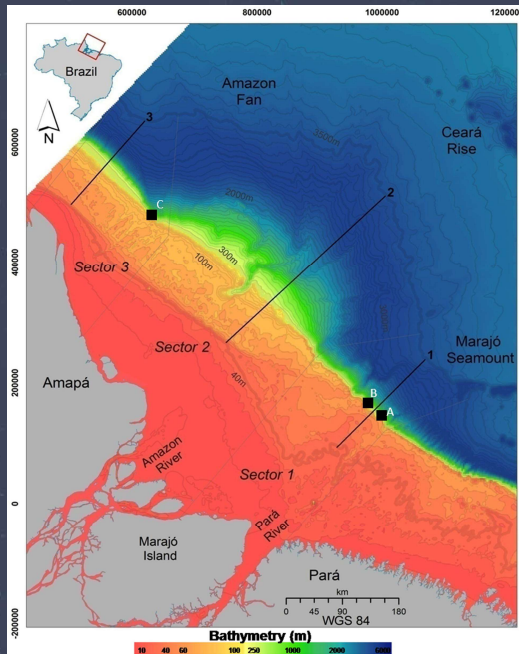 600000
800000
1000000
120000
Brazil
N
3
Amazon
Fan
Ceará
Rise
3500m
2
C
2000m
300m
100m
Sector 3
600000
400000
200000
0
-200000
Sector 2
Marajó
Seamount
1
B
A
40m
Amapá
Amazon
River
Sector 1
Pará
River
Marajó
Island
Pará
km
0 45 90 180
WGS 84
Bathymetry (m)
10 40 60 100 250 1000 2000 6000